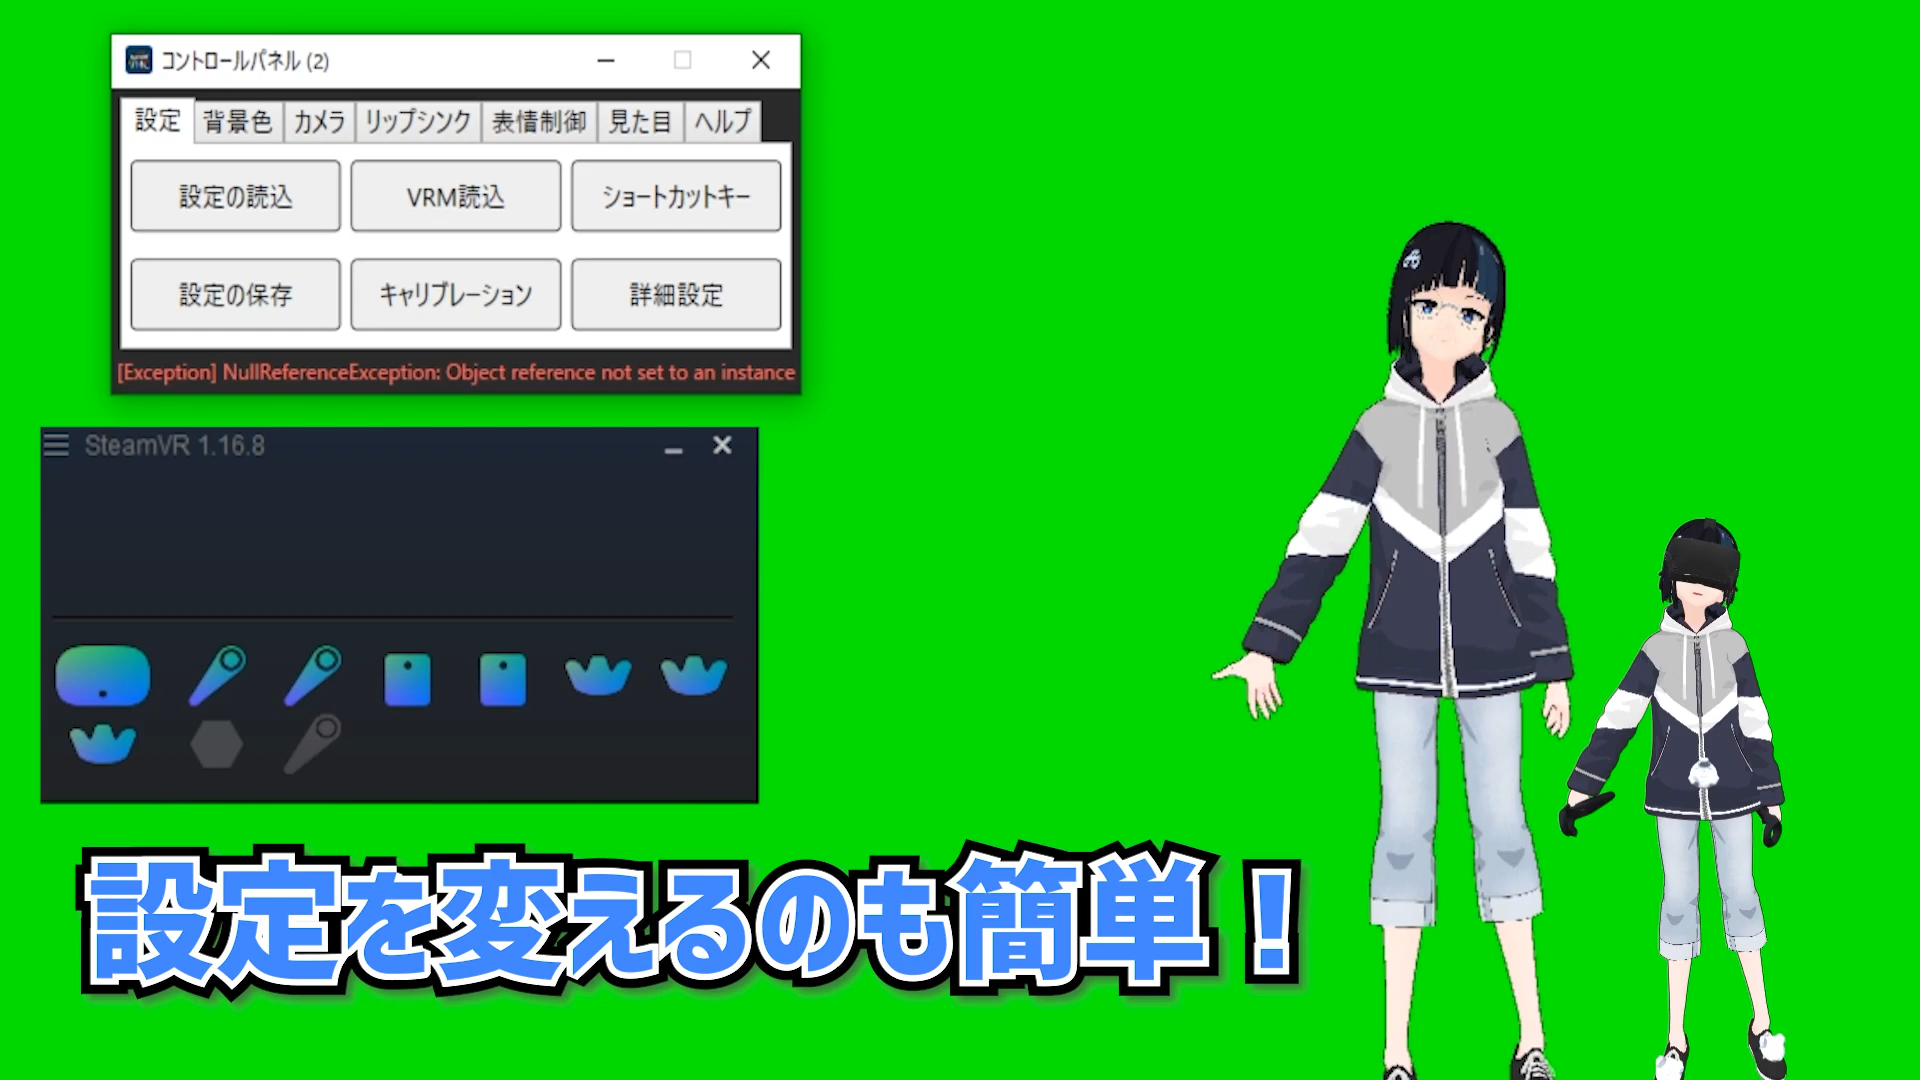 コントロールパネル (2)
設定 背景色 カメラ リップシンク 表情制御 見た目 ヘルプ
設定の読込 VRM読込 ショートカットキー
設定の保存 キャリブレーション 詳細設定
[Exception] NullReferenceException: Object reference not set to an instance
SteamVR 1.16.8
設定を変えるのも簡単！